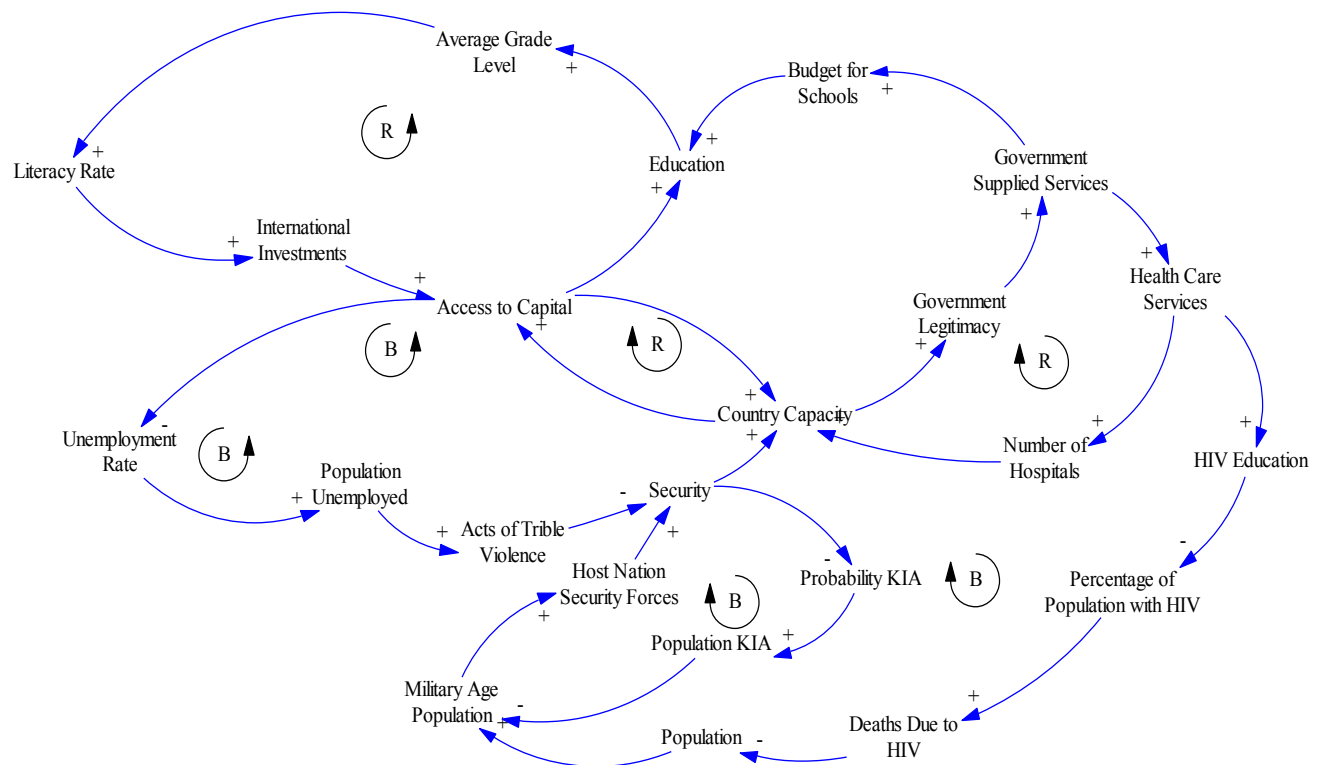 Average Grade
Level
+
Budget for
Schools
+
R
+
Literacy Rate
+
Education
+
Government
Supplied Services
+
International
Investments
+
+
Health Care
Services
+
Access to Capital
+
Government
Legitimacy
+
B
R
R
+
Country Capacity
+
+
-
Unemployment
Rate
B
+
Number of
Hospitals
+
HIV Education
Population
Unemployed
+
-
Security
+
Acts of Trible
Violence
+
-
Host Nation
Security Forces
+
-
Probability KIA
B
B
Percentage of
Population with HIV
Population KIA
+
Military Age
Population
-
+
+
Deaths Due to
HIV
Population
-